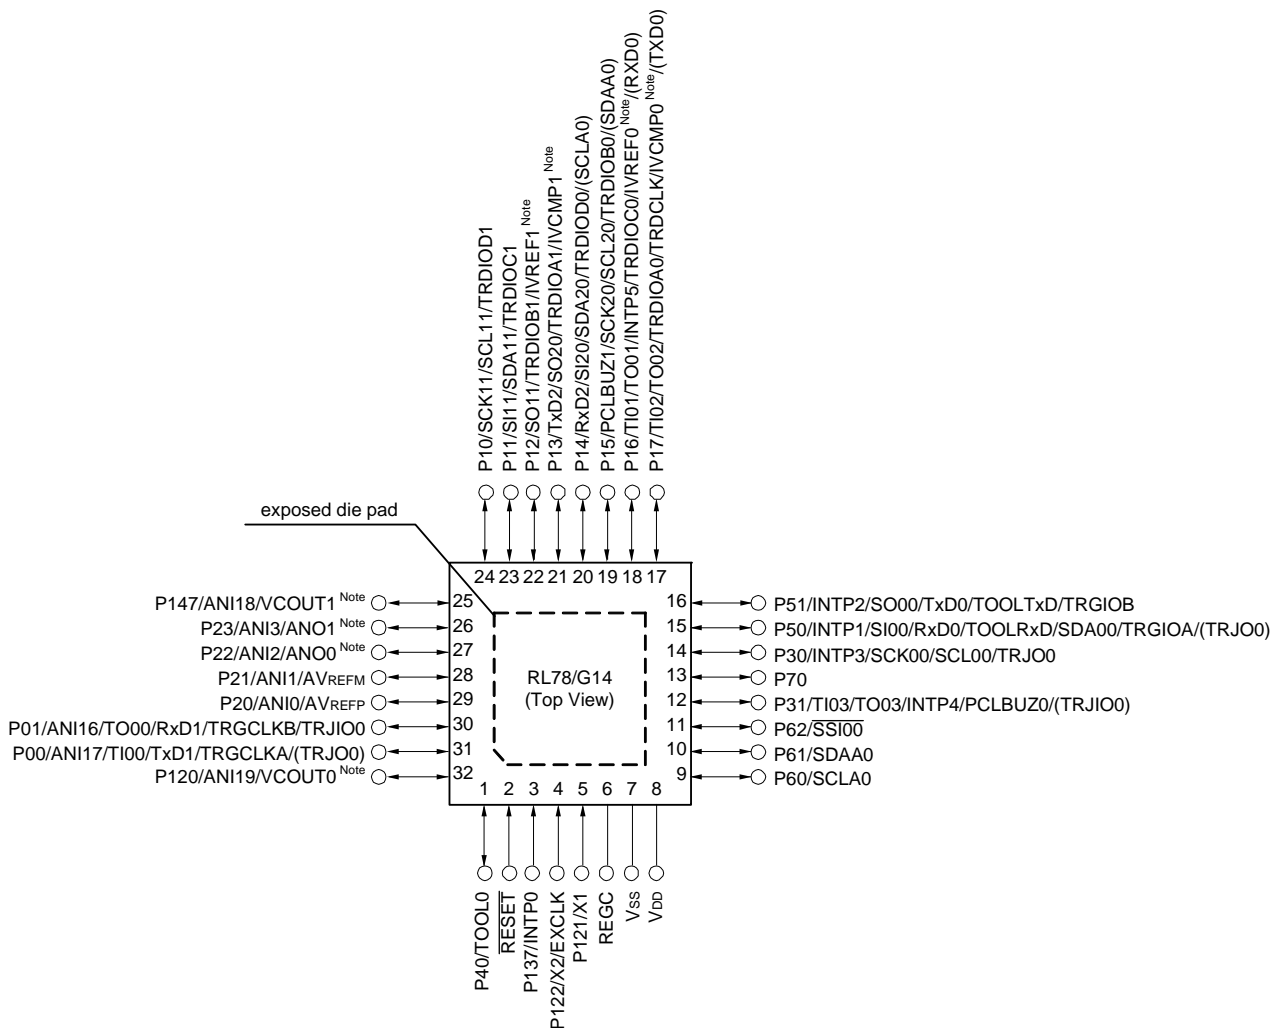 P10/SCK11/SCL11/TRDIOD1
P11/SI11/SDA11/TRDIOC1
P12/SO11/TRDIOB1/IVREF1 Note
P13/TxD2/SO20/TRDIOA1/IVCMP1 Note
P14/RxD2/SI20/SDA20/TRDIOD0/(SCLA0)
P15/PCLBUZ1/SCK20/SCL20/TRDIOB0/(SDAA0)
P16/TI01/TO01/INTP5/TRDIOC0/IVREF0 Note/(RXD0)
P17/TI02/TO02/TRDIOA0/TRDCLK/IVCMP0 Note/(TXD0)
exposed die pad
24 23 22 21 20 19 18 17
P147/ANI18/VCOUT1 Note 25
P23/ANI3/ANO1 Note 26
P22/ANI2/ANO0 Note 27
P21/ANI1/AVREFM 28
P20/ANI0/AVREFP 29
P01/ANI16/TO00/RxD1/TRGCLKB/TRJIO0 30
P00/ANI17/TI00/TxD1/TRGCLKA/(TRJO0) 31
P120/ANI19/VCOUT0 Note 32
RL78/G14
(Top View)
16 P51/INTP2/SO00/TxD0/TOOLTxD/TRGIOB
15 P50/INTP1/SI00/RxD0/TOOLRxD/SDA00/TRGIOA/(TRJO0)
14 P30/INTP3/SCK00/SCL00/TRJO0
13 P70
12 P31/TI03/TO03/INTP4/PCLBUZ0/(TRJIO0)
11 P62/SSI00
10 P61/SDAA0
9 P60/SCLA0
1 2 3 4 5 6 7 8
P40/TOOL0
RESET
P137/INTP0
P122/X2/EXCLK
P121/X1
REGC
VSS
VDD